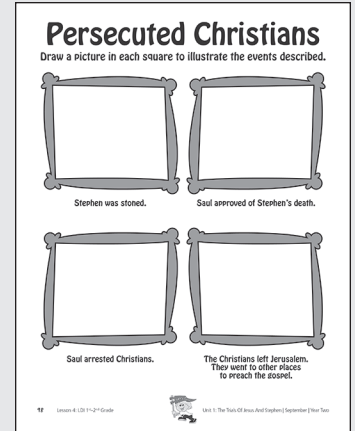 Persecuted Christians
Draw a picture in each square to illustrate the events described.
Stephen was stoned.
Saul approved of Stephen's death.
Saul arrested Christians.
The Christians left Jerusalem.
They went to other places
to preach the gospel.
Lesson 4: LDI 1st-2nd Grade
Unit 1: The Trials Of Jesus And Stephen | September | Year Two